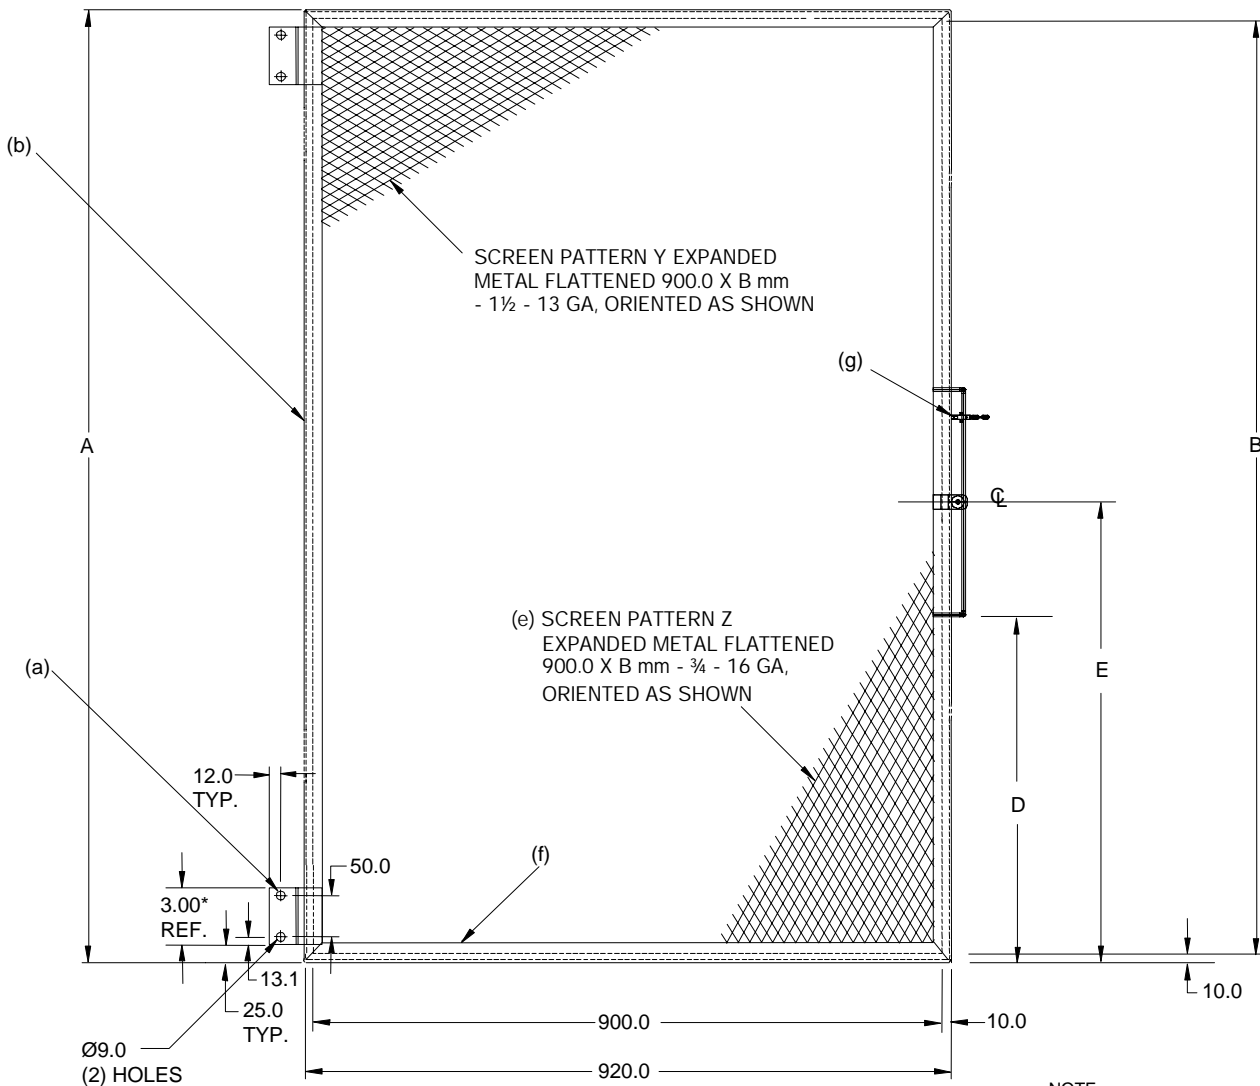 (b)
SCREEN PATTERN Y EXPANDED
METAL FLATTENED 900.0 X B mm
- 1½ - 13 GA, ORIENTED AS SHOWN
(g)
A
B
℄
(e) SCREEN PATTERN Z
EXPANDED METAL FLATTENED
900.0 X B mm - ¾ - 16 GA,
ORIENTED AS SHOWN
(a)
E
12.0
TYP.
D
(f)
50.0
3.00*
REF.
13.1
25.0
TYP.
10.0
900.0
10.0
Ø9.0
(2) HOLES
920.0
NOTE